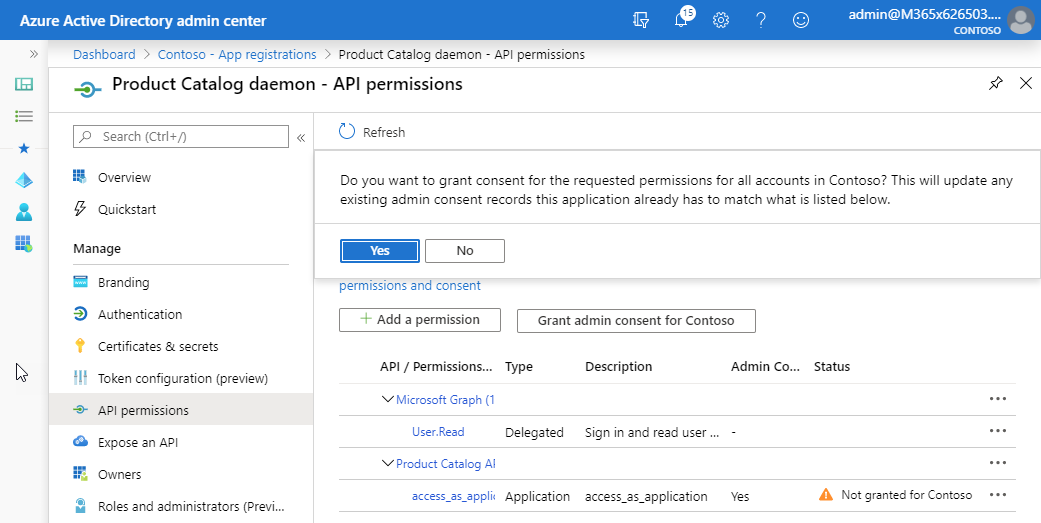 Azure Active Directory admin center
15
admin@M365x626503....
CONTOSO
Dashboard > Contoso - App registrations > Product Catalog daemon - API permissions
Product Catalog daemon - API permissions
Search (Ctrl+/)
Refresh
Overview
Quickstart
Manage
Branding
Authentication
Certificates & secrets
Token configuration (preview)
API permissions
Expose an API
Owners
Roles and administrators (Previ...
Do you want to grant consent for the requested permissions for all accounts in Contoso? This will update any
existing admin consent records this application already has to match what is listed below.
Yes No
permissions and consent
+ Add a permission Grant admin consent for Contoso
API / Permissions... Type Description Admin Co... Status
Microsoft Graph (1
User.Read Delegated Sign in and read user ... -
Product Catalog AP
access_as_applic Application access_as_application Yes Not granted for Contoso